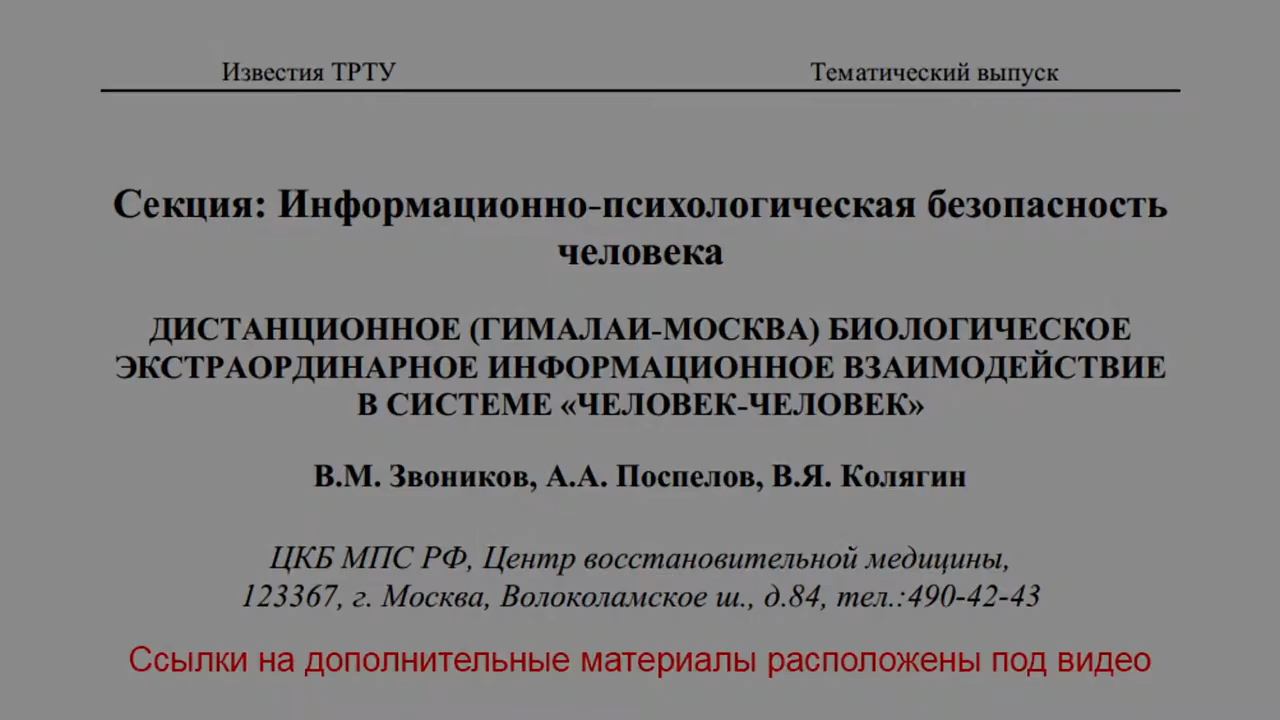 Известия ТРТУ Тематический выпуск
Секция: Информационно-психологическая безопасность
человека
ДИСТАНЦИОННОЕ (ГИМАЛАИ-МОСКВА) БИОЛОГИЧЕСКОЕ
ЭКСТРАОРДИНАРНОЕ ИНФОРМАЦИОННОЕ ВЗАИМОДЕЙСТВИЕ
В СИСТЕМЕ «ЧЕЛОВЕК-ЧЕЛОВЕК»
В.М. Звоников, А.А. Поспелов, В.Я. Колягин
ЦКБ МПС РФ, Центр восстановительной медицины,
123367, г. Москва, Волоколамское ш., д.84, тел.:490-42-43
Ссылки на дополнительные материалы расположены под видео